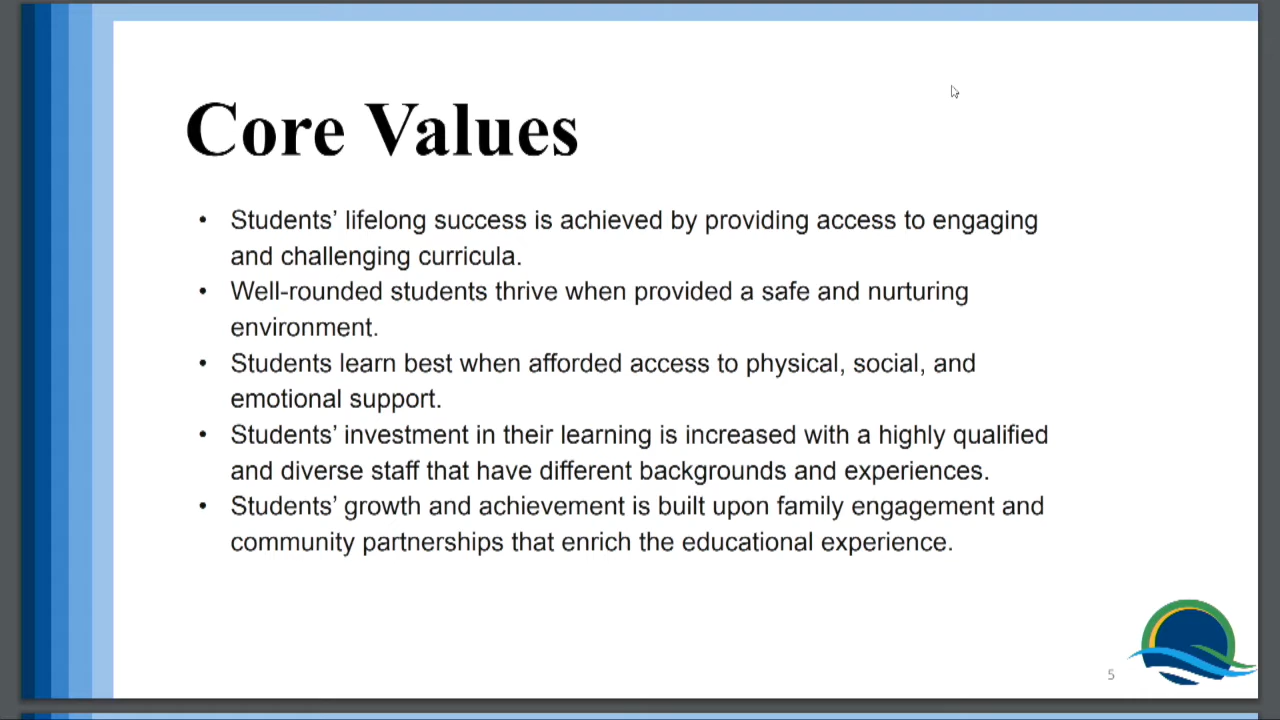 Core Values
• Students’ lifelong success is achieved by providing access to engaging
and challenging curricula.
• Well-rounded students thrive when provided a safe and nurturing
environment.
• Students learn best when afforded access to physical, social, and
emotional support.
• Students’ investment in their learning is increased with a highly qualified
and diverse staff that have different backgrounds and experiences.
• Students’ growth and achievement is built upon family engagement and
community partnerships that enrich the educational experience.
5